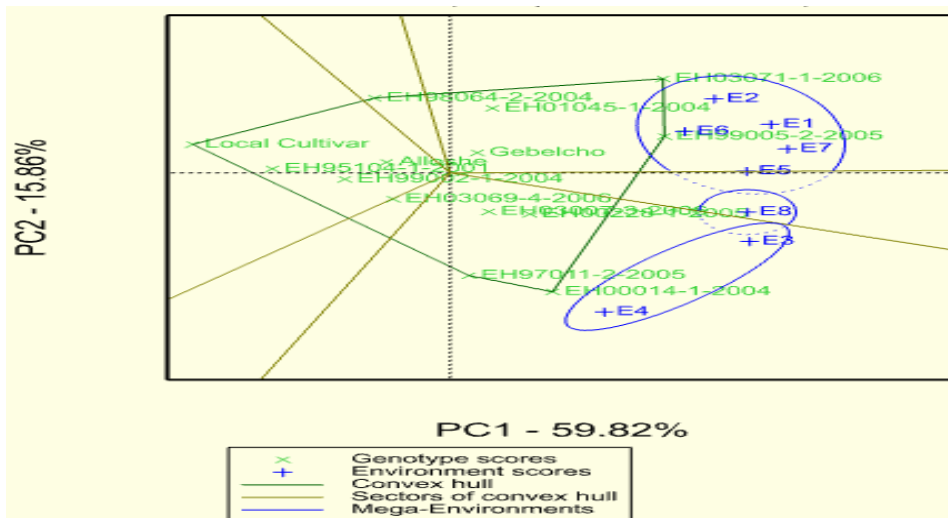 EH03071-1-2006
EH98064-2-2004
E2
EH01045-1-2004
E1
E6
EH99005-2-2005
Local Cultivar
E7
Gebelcho
Alloshe
EH95104-1-2001
E5
EH99002-1-2004
EH03069-4-2006
E8
E3
EH97011-2-2005
EH00014-1-2004
E4
PC2 - 15.86%
PC1 - 59.82%
Genotype scores
Environment scores
Convex hull
Sectors of convex hull
Mega-Environments